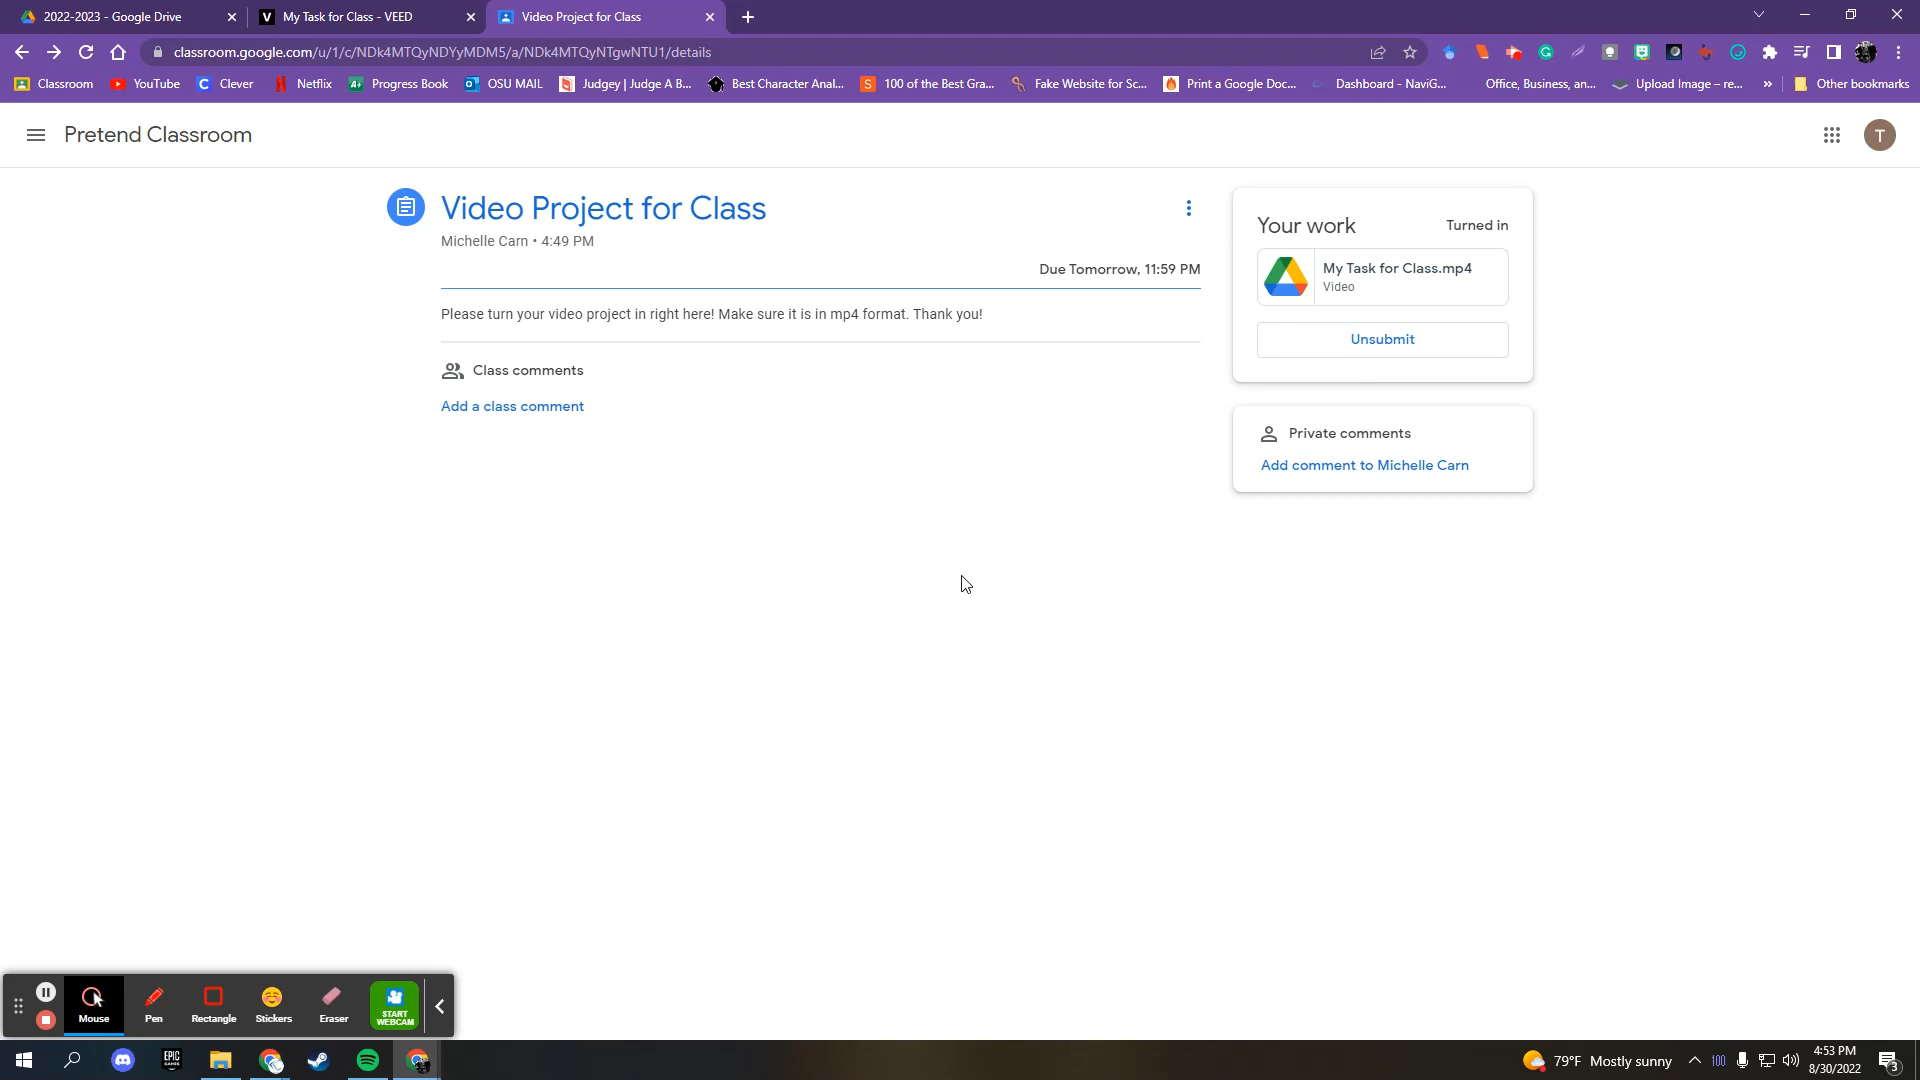 2022-2023 - Google Drive
V My Task for Class - VEED
Video Project for Class
classroom.google.com/u/1/c/NDk4MTQyNDYyMDM5/a/NDk4MTQyNTgwNTU1/details
Classroom YouTube Clever Netflix Progress Book OSU MAIL Judgey | Judge A B... Best Character Anal... 100 of the Best Gra... Fake Website for Sc... Print a Google Doc... Dashboard - NaviG... Office, Business, an... Upload Image – re... » Other bookmarks
Pretend Classroom
T
Video Project for Class
Michelle Carn • 4:49 PM
Due Tomorrow, 11:59 PM
Please turn your video project in right here! Make sure it is in mp4 format. Thank you!
Class comments
Add a class comment
Your work Turned in
My Task for Class.mp4
Video
Unsubmit
Private comments
Add comment to Michelle Carn
Mouse Pen Rectangle Stickers Eraser START
WEBCAM
EPIC
GAMES
79°F Mostly sunny
100
4:53 PM
8/30/2022
3